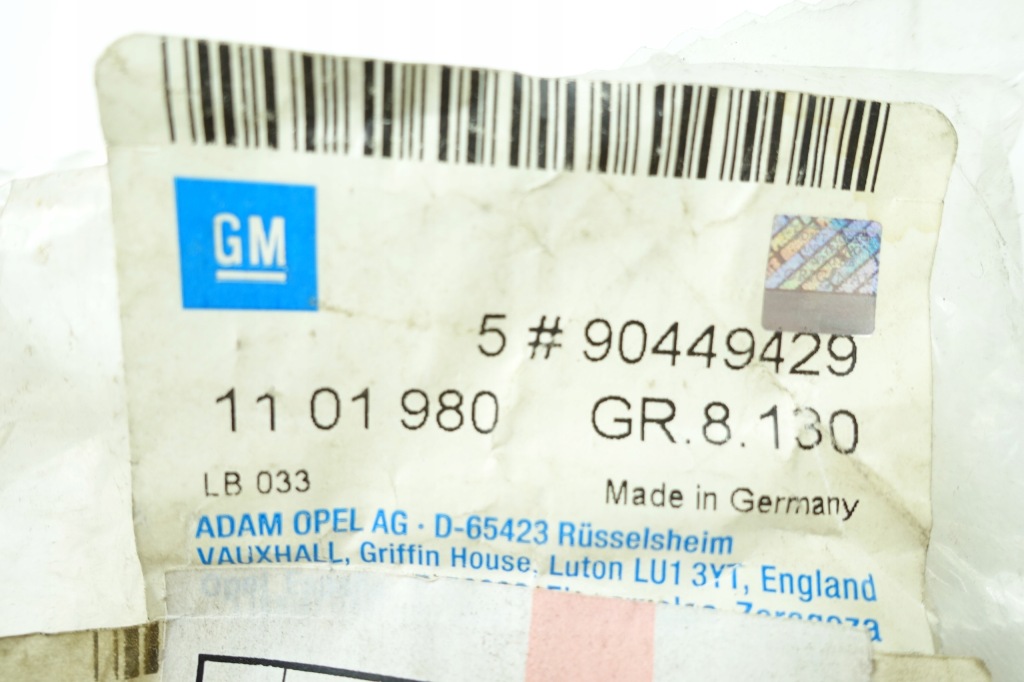 GM
5 # 90449429
11 01 980 GR.8.130
LB 033 Made in Germany
ADAM OPEL AG · D-65423 Rüsselsheim
VAUXHALL, Griffin House, Luton LU1 3YT, England
Zaragoza